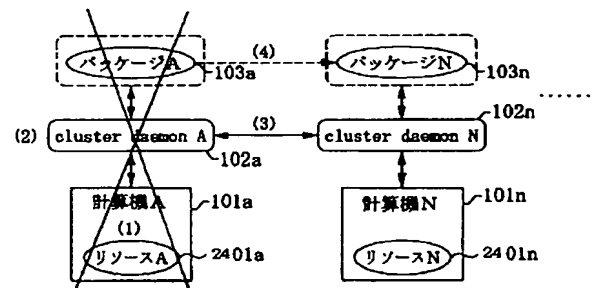 パッケージA
103a
(4)
パッケージN
103n
(2)
cluster daemon A
102a
(3)
cluster daemon N
102n
計算機A
101a
(1)
リソースA
2401a
計算機N
101n
リソースN
2401n